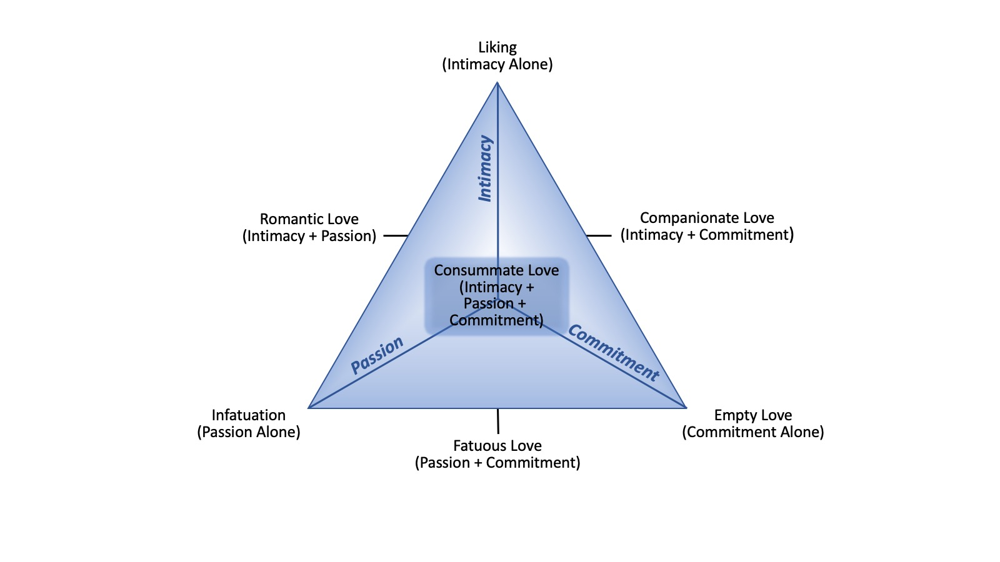 Liking
(Intimacy Alone)
Intimacy
Romantic Love
(Intimacy + Passion)
Companionate Love
(Intimacy + Commitment)
Consummate Love
(Intimacy +
Passion +
Commitment)
Passion
Commitment
Infatuation
(Passion Alone)
Empty Love
(Commitment Alone)
Fatuous Love
(Passion + Commitment)